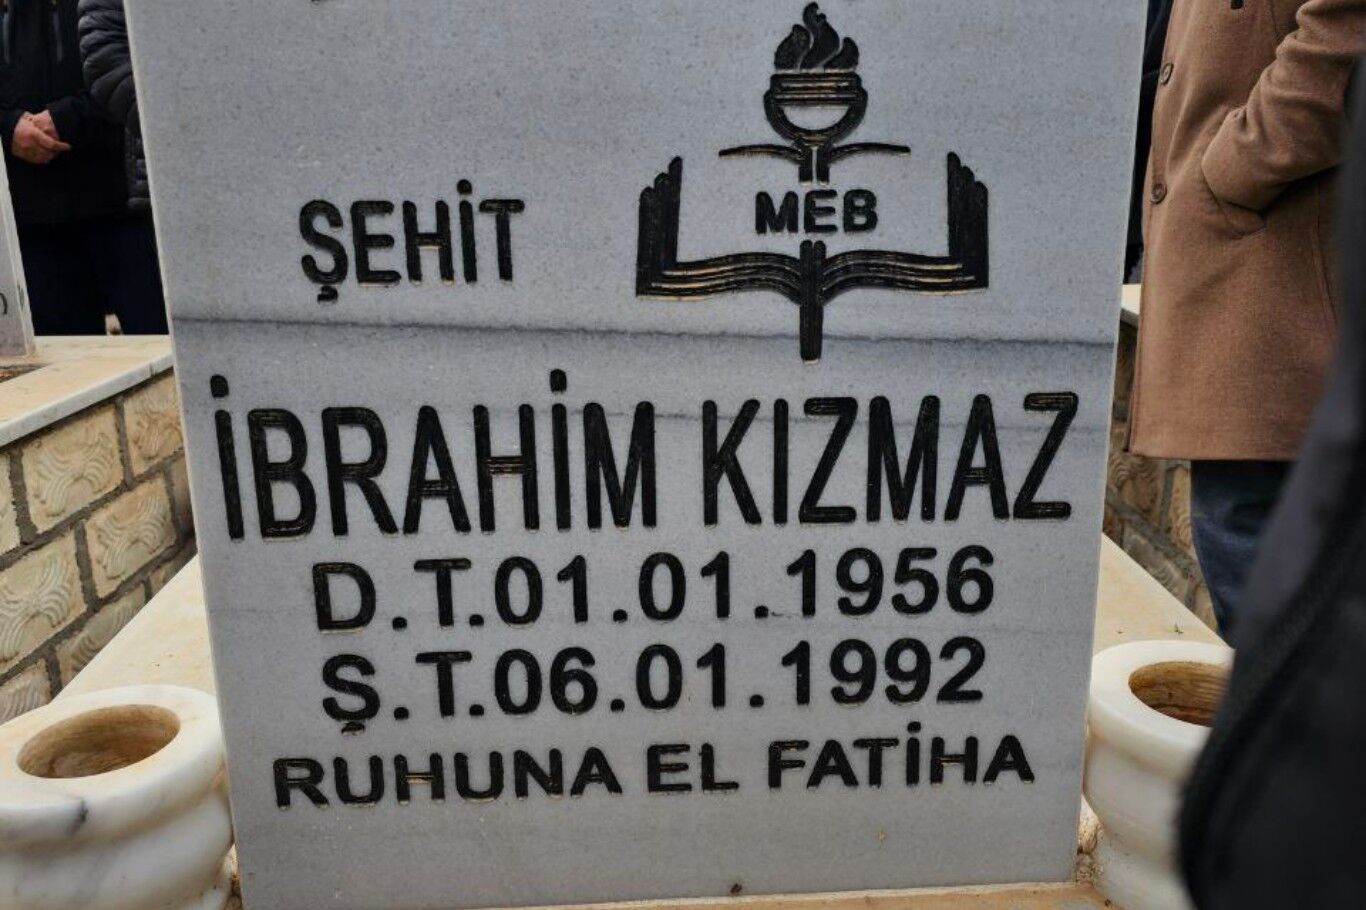 MEB
ŞEHİT
İBRAHİM KIZMAZ
D.T.01.01.1956
Ş.T.06.01.1992
RUHUNA EL FATİHA